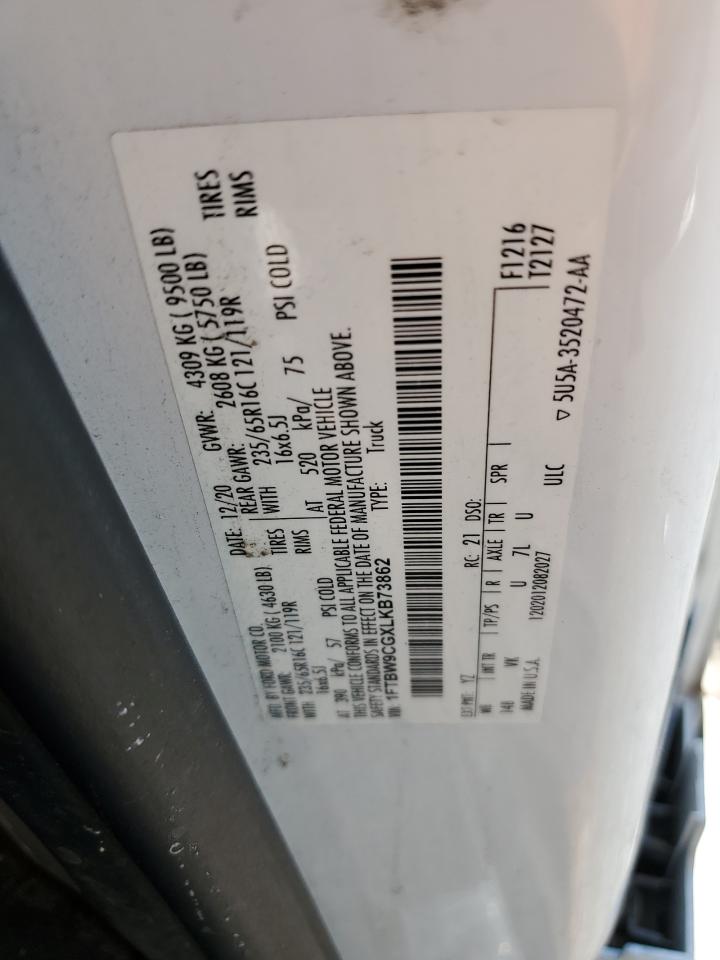 MFD BY FORD MOTOR CO. DATE: 12/20 GVWR: 4309 KG ( 9500 LB)
FRONT GAWR: 2100 KG ( 4630 LB) REAR GAWR: 2608 KG ( 5750 LB)
235/65R16C 121/119R TIRES 235/65R16C 121/119R TIRES
WITH 16x6.5J RIMS WITH 16x6.5J RIMS
AT 390 kPa/ 57 PSI COLD AT 520 kPa/ 75 PSI COLD
THIS VEHICLE CONFORMS TO ALL APPLICABLE FEDERAL MOTOR VEHICLE
SAFETY STANDARDS IN EFFECT ON THE DATE OF MANUFACTURE SHOWN ABOVE.
VIN: 1FTBW9CGXLKB73862 TYPE: Truck
EXT PNT: YZ RC: 21 DSO: F1216
T2127
WB INT TR TP/PS R AXLE TR SPR
148 VK U 7L U
MADE IN U.S.A. 1202012082027 ULC ▽ 5U5A-3520472-AA